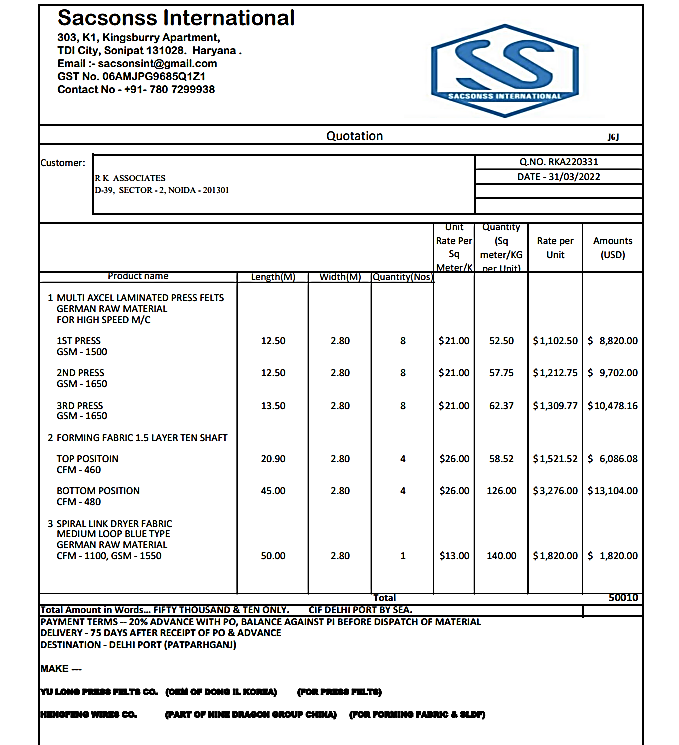 Sacsonss International
303, K1, Kingsburry Apartment,
TDI City, Sonipat 131028. Haryana .
Email :- sacsonsint@gmail.com
GST No. 06AMJPG9685Q1Z1
Contact No - +91- 780 7299938
SS
SACSONSS INTERNATIONAL
Quotation JGJ
Customer:
R K ASSOCIATES
D-39, SECTOR - 2, NOIDA - 201301
Q.NO. RKA220331
DATE - 31/03/2022
Product name Length(M) Width(M) Quantity(Nos) Unit Rate Per Sq Meter/K Quantity (Sq meter/KG per Unit) Rate per Unit Amounts (USD)
1 MULTI AXCEL LAMINATED PRESS FELTS
GERMAN RAW MATERIAL
FOR HIGH SPEED M/C
1ST PRESS 12.50 2.80 8 $21.00 52.50 $1,102.50 $ 8,820.00
GSM - 1500
2ND PRESS 12.50 2.80 8 $21.00 57.75 $1,212.75 $ 9,702.00
GSM - 1650
3RD PRESS 13.50 2.80 8 $21.00 62.37 $1,309.77 $10,478.16
GSM - 1650
2 FORMING FABRIC 1.5 LAYER TEN SHAFT
TOP POSITOIN 20.90 2.80 4 $26.00 58.52 $1,521.52 $ 6,086.08
CFM - 460
BOTTOM POSITION 45.00 2.80 4 $26.00 126.00 $3,276.00 $13,104.00
CFM - 480
3 SPIRAL LINK DRYER FABRIC
MEDIUM LOOP BLUE TYPE
GERMAN RAW MATERIAL
CFM - 1100, GSM - 1550 50.00 2.80 1 $13.00 140.00 $1,820.00 $ 1,820.00
Total 50010
Total Amount in Words... FIFTY THOUSAND & TEN ONLY. CIF DELHI PORT BY SEA.
PAYMENT TERMS -- 20% ADVANCE WITH PO, BALANCE AGAINST PI BEFORE DISPATCH OF MATERIAL
DELIVERY - 75 DAYS AFTER RECEIPT OF PO & ADVANCE
DESTINATION - DELHI PORT (PATPARHGANJ)
MAKE ---
YU LONG PRESS FELTS CO. (OEM OF DONG IL KOREA) (FOR PRESS FELTS)
HENGFENG WIRES CO. (PART OF NINE DRAGON GROUP CHINA) (FOR FORMING FABRIC & SLDF)